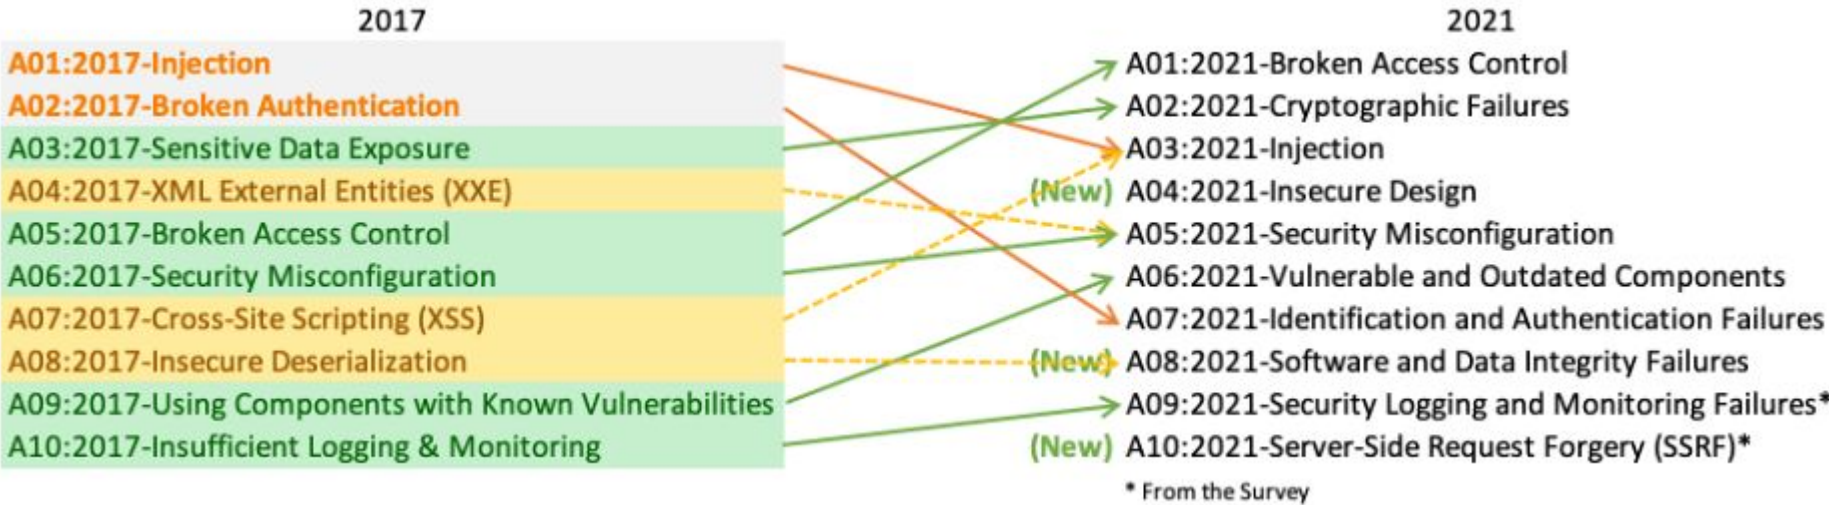 2017
A01:2017-Injection
A02:2017-Broken Authentication
A03:2017-Sensitive Data Exposure
A04:2017-XML External Entities (XXE)
A05:2017-Broken Access Control
A06:2017-Security Misconfiguration
A07:2017-Cross-Site Scripting (XSS)
A08:2017-Insecure Deserialization
A09:2017-Using Components with Known Vulnerabilities
A10:2017-Insufficient Logging & Monitoring
2021
A01:2021-Broken Access Control
A02:2021-Cryptographic Failures
A03:2021-Injection
(New) A04:2021-Insecure Design
A05:2021-Security Misconfiguration
A06:2021-Vulnerable and Outdated Components
A07:2021-Identification and Authentication Failures
(New) A08:2021-Software and Data Integrity Failures
A09:2021-Security Logging and Monitoring Failures*
(New) A10:2021-Server-Side Request Forgery (SSRF)*
* From the Survey